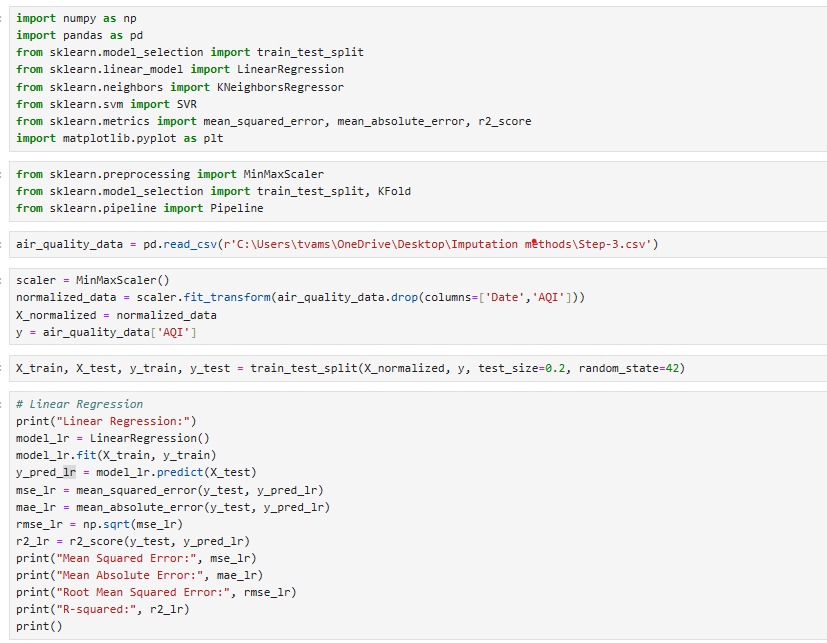 import numpy as np
import pandas as pd
from sklearn.model_selection import train_test_split
from sklearn.linear_model import LinearRegression
from sklearn.neighbors import KNeighborsRegressor
from sklearn.svm import SVR
from sklearn.metrics import mean_squared_error, mean_absolute_error, r2_score
import matplotlib.pyplot as plt
from sklearn.preprocessing import MinMaxScaler
from sklearn.model_selection import train_test_split, KFold
from sklearn.pipeline import Pipeline
air_quality_data = pd.read_csv(r'C:\Users\tvams\OneDrive\Desktop\Imputation methods\Step-3.csv')
scaler = MinMaxScaler()
normalized_data = scaler.fit_transform(air_quality_data.drop(columns=['Date','AQI']))
X_normalized = normalized_data
y = air_quality_data['AQI']
X_train, X_test, y_train, y_test = train_test_split(X_normalized, y, test_size=0.2, random_state=42)
# Linear Regression
print("Linear Regression:")
model_lr = LinearRegression()
model_lr.fit(X_train, y_train)
y_pred_lr = model_lr.predict(X_test)
mse_lr = mean_squared_error(y_test, y_pred_lr)
mae_lr = mean_absolute_error(y_test, y_pred_lr)
rmse_lr = np.sqrt(mse_lr)
r2_lr = r2_score(y_test, y_pred_lr)
print("Mean Squared Error:", mse_lr)
print("Mean Absolute Error:", mae_lr)
print("Root Mean Squared Error:", rmse_lr)
print("R-squared:", r2_lr)
print()